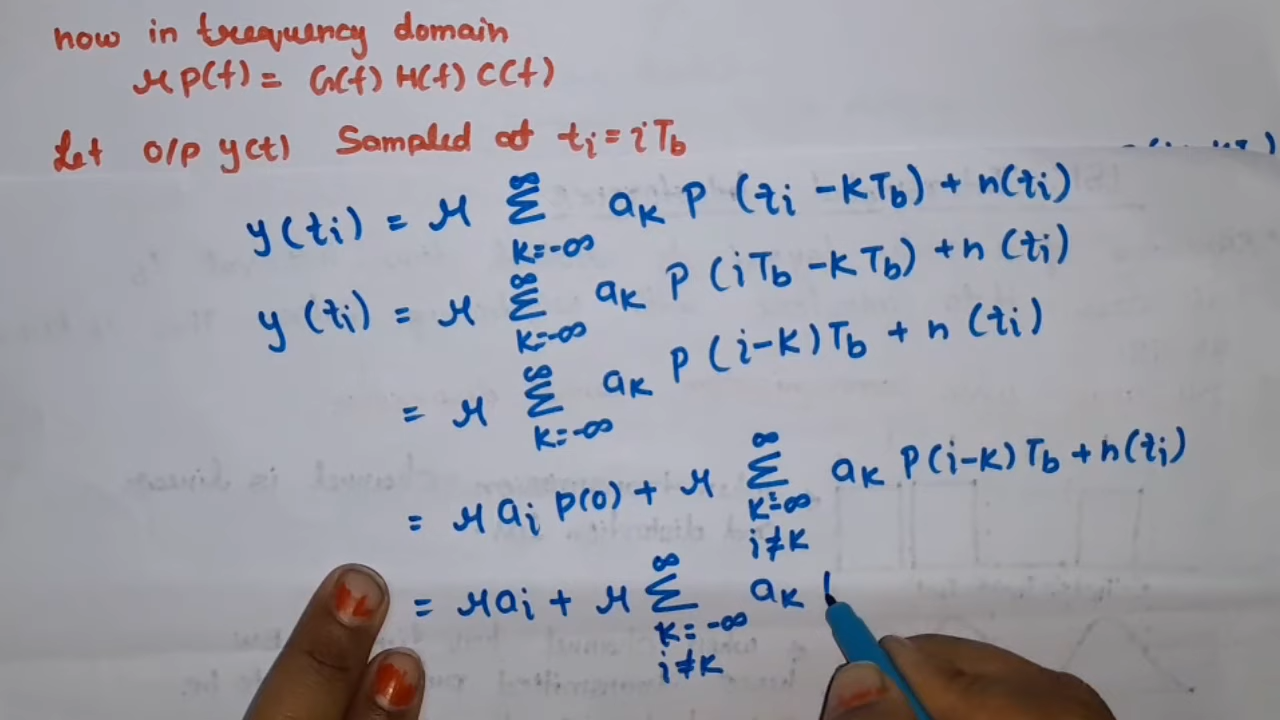 now in frequency domain
μ P(f) = G(f) H(f) C(f)
Let O/P y(t) Sampled at ti = i Tb
y(ti) = μ ∞ Σ k=-∞ ak P (ti - kTb) + n(ti)
y(ti) = μ ∞ Σ k=-∞ ak P (iTb - kTb) + n(ti)
= μ ∞ Σ k=-∞ ak P (i-k)Tb + n(ti)
= μ ai P(0) + μ ∞ Σ k=-∞ i≠k ak P(i-k)Tb + n(ti)
= μai + μ ∞ Σ k=-∞ i≠k ak